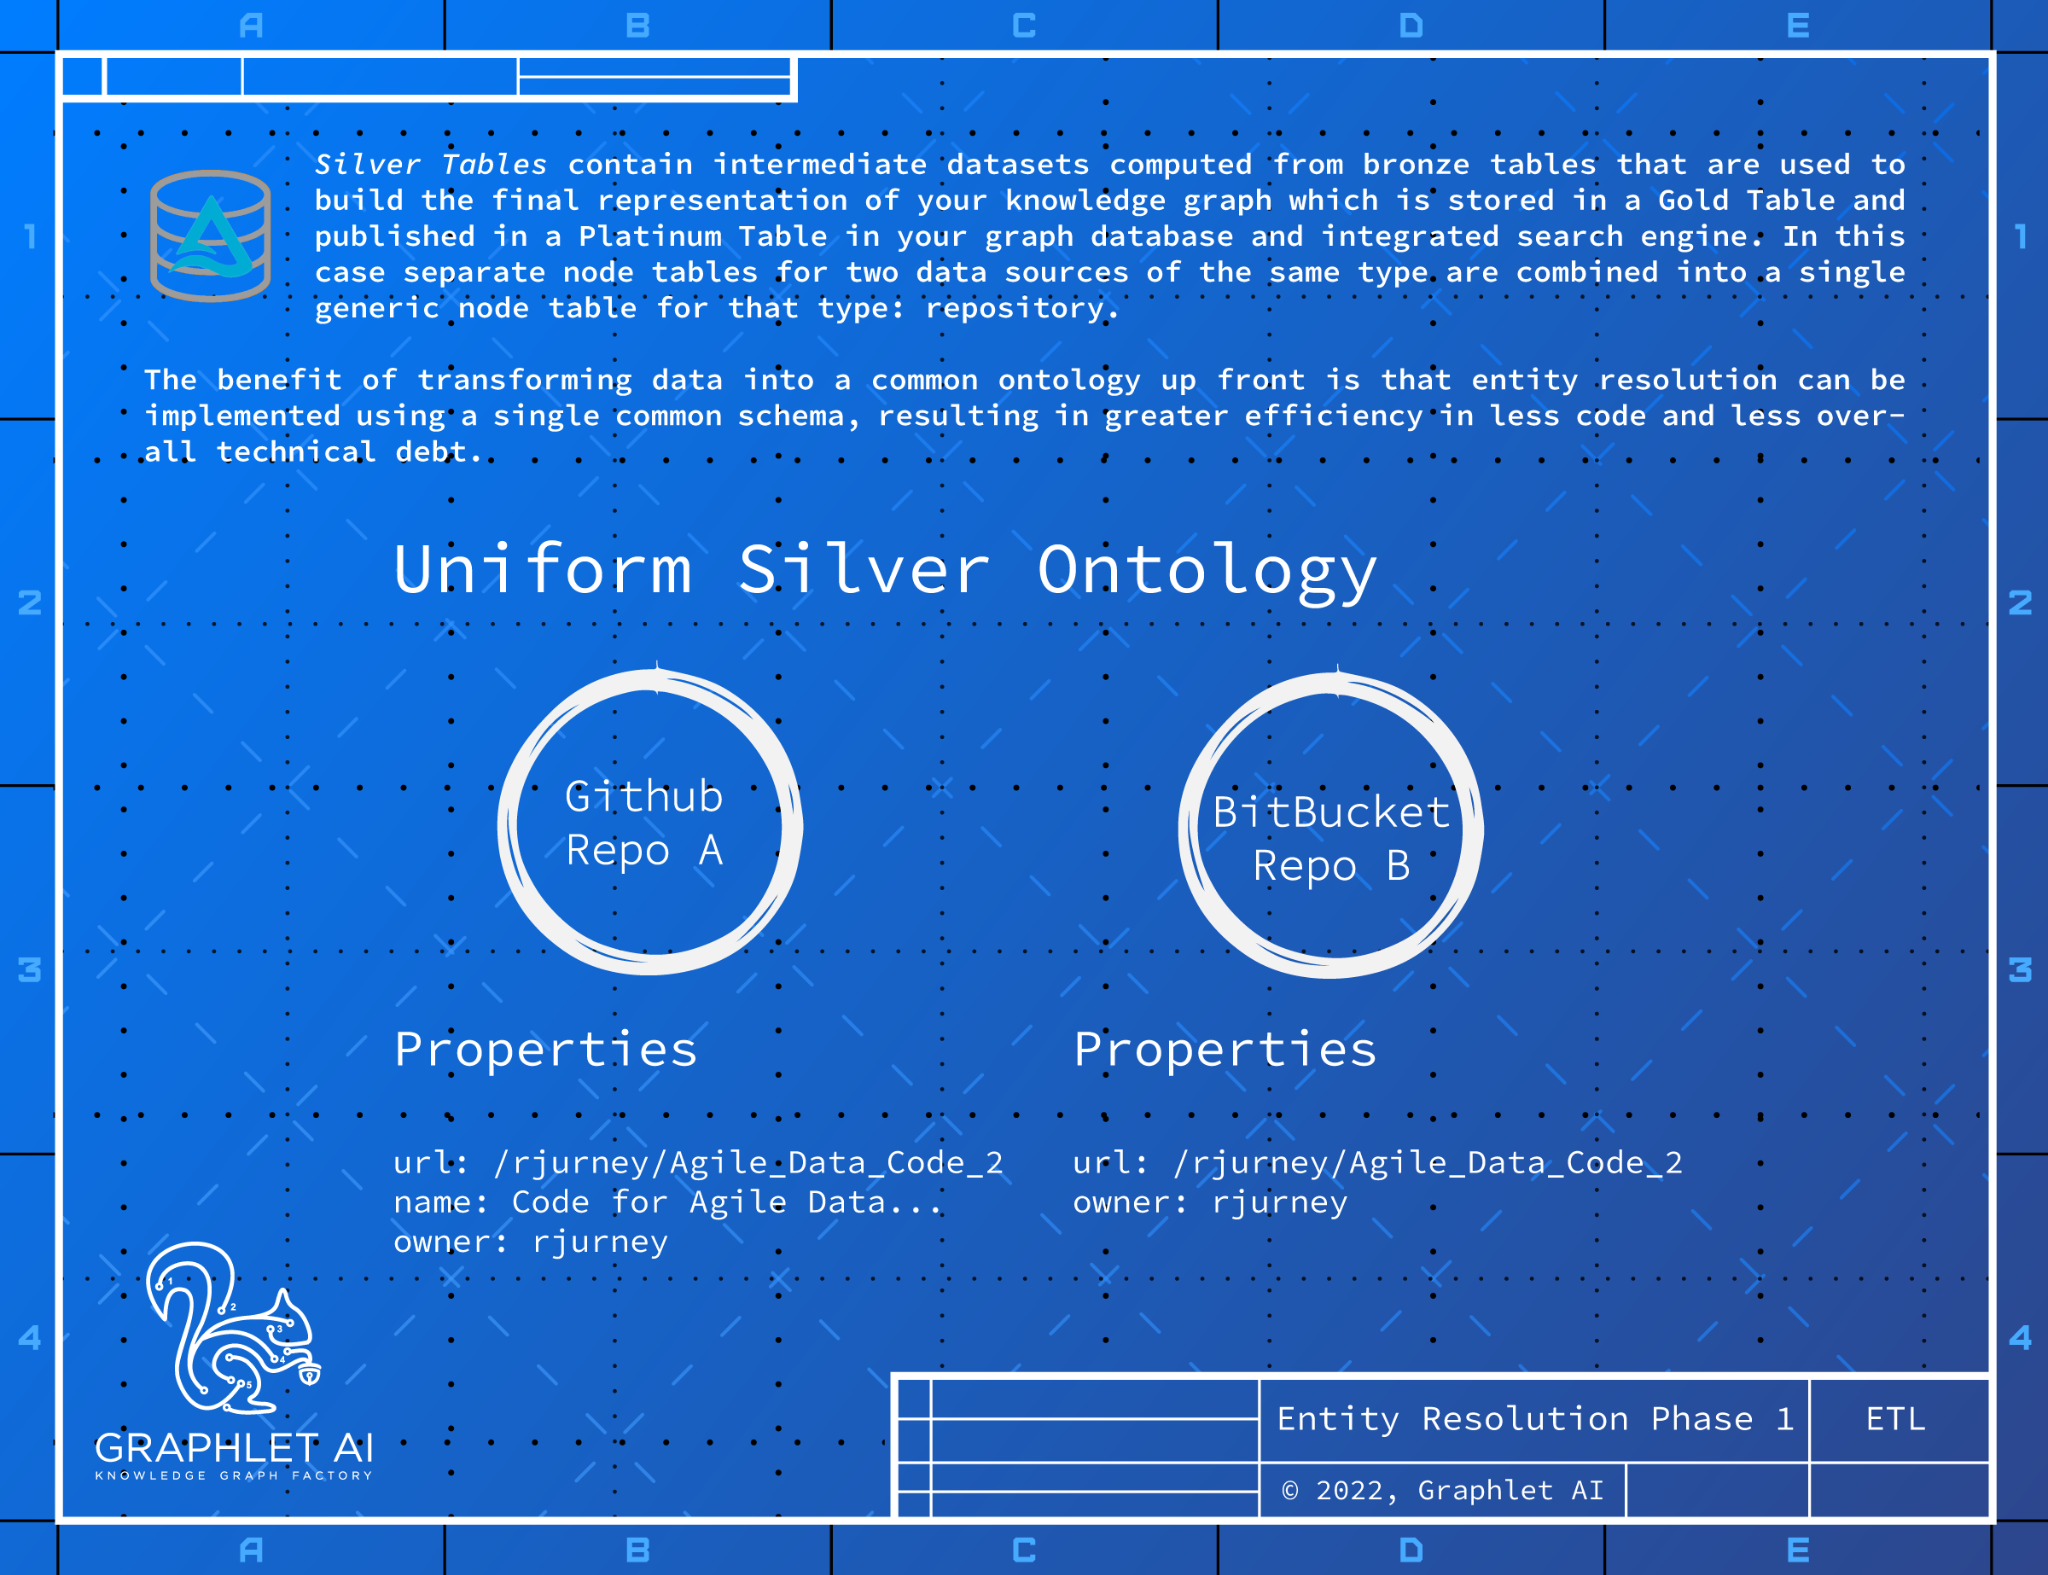 A B C D E
Silver Tables contain intermediate datasets computed from bronze tables that are used to
build the final representation of your knowledge graph which is stored in a Gold Table and
published in a Platinum Table in your graph database and integrated search engine. In this
case separate node tables for two data sources of the same type are combined into a single
generic node table for that type: repository.
1 1
The benefit of transforming data into a common ontology up front is that entity resolution can be
implemented using a single common schema, resulting in greater efficiency in less code and less over-
all technical debt.
Uniform Silver Ontology
2 2
Github
Repo A
BitBucket
Repo B
3 3
Properties
url: /rjurney/Agile_Data_Code_2
name: Code for Agile Data...
owner: rjurney
Properties
url: /rjurney/Agile_Data_Code_2
owner: rjurney
4 4
1
2
3
4
5
GRAPHLET AI
KNOWLEDGE GRAPH FACTORY
Entity Resolution Phase 1
ETL
© 2022, Graphlet AI
A B C D E